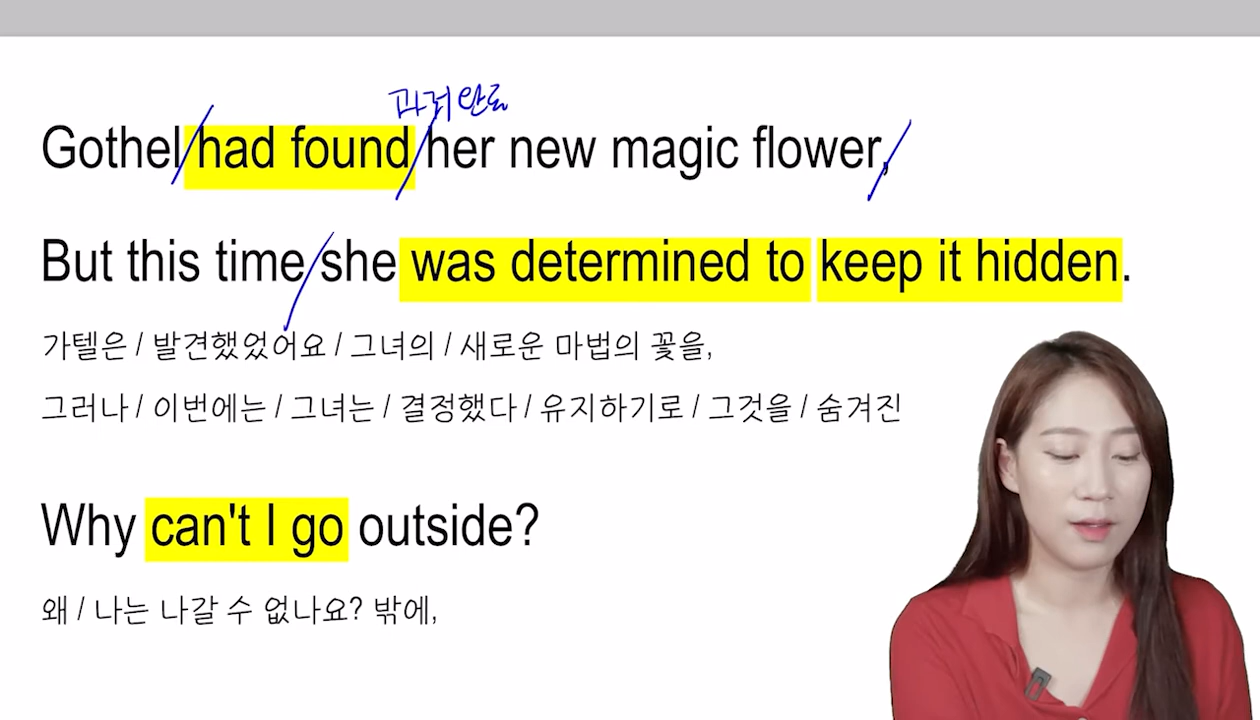 과거완료
Gothel had found her new magic flower,
But this time she was determined to keep it hidden.
가텔은 / 발견했었어요 / 그녀의 / 새로운 마법의 꽃을,
그러나 / 이번에는 / 그녀는 / 결정했다 / 유지하기로 / 그것을 / 숨겨진
Why can't I go outside?
왜 / 나는 나갈 수 없나요? 밖에,